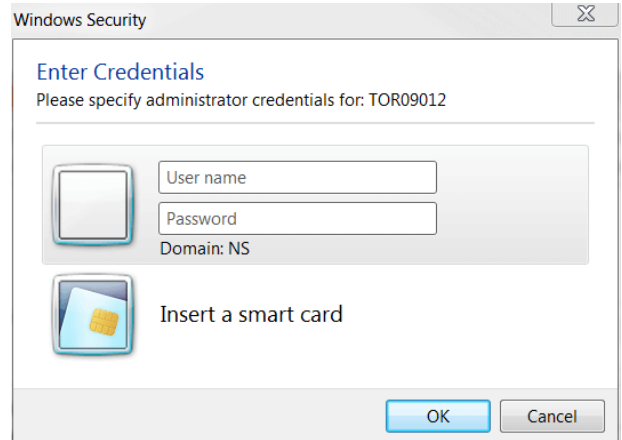 Windows Security
Enter Credentials
Please specify administrator credentials for: TOR09012
User name
Password
Domain: NS
Insert a smart card
OK
Cancel